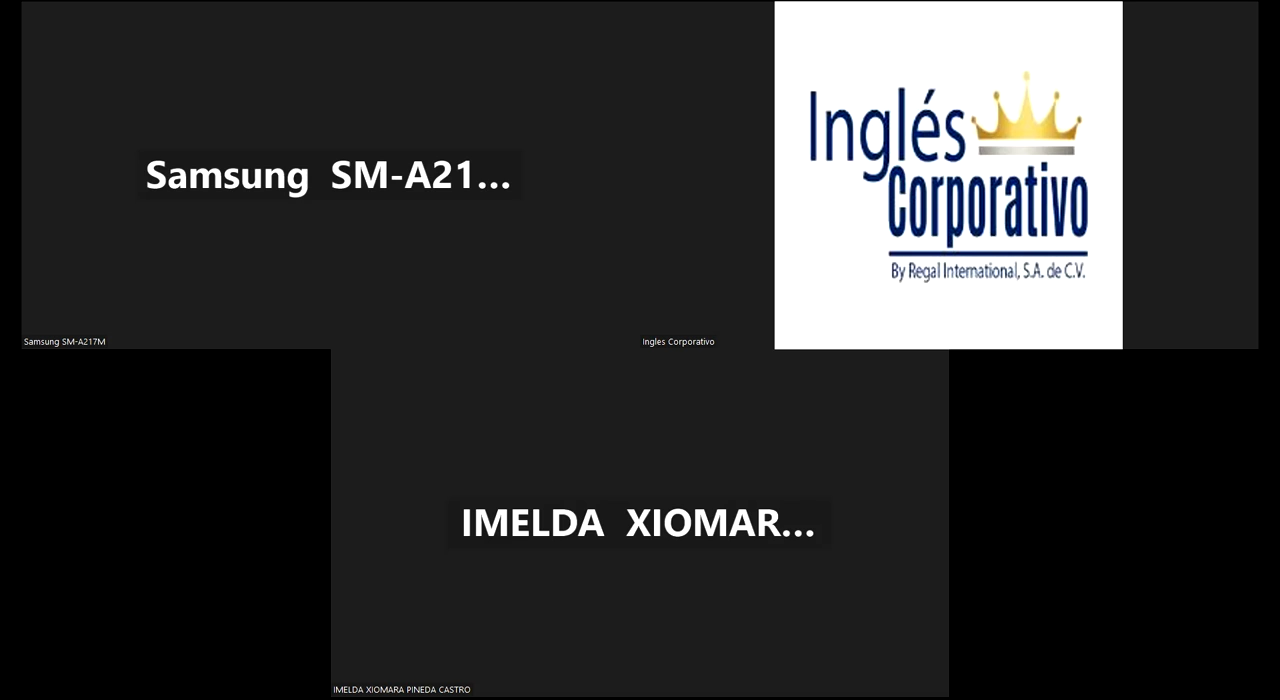 Samsung SM-A21...
Samsung SM-A217M
Inglés
Corporativo
By Regal International, S.A. de C.V.
Ingles Corporativo
IMELDA XIOMAR...
IMELDA XIOMARA PINEDA CASTRO